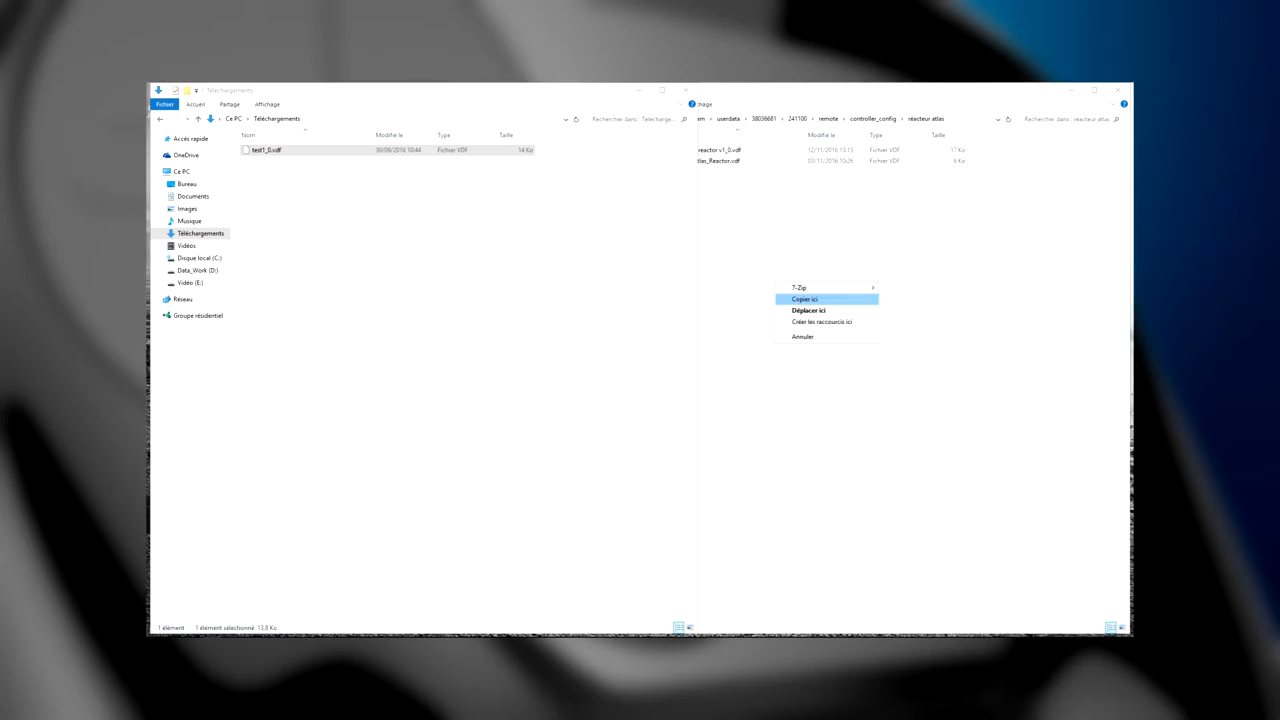 Téléchargements
Fichier Accueil Partage Affichage
Ce PC Téléchargements Rechercher dans : Télécharge...
Nom Modifié le Type Taille
test1_0.vdf 30/09/2016 10:44 Fichier VDF 14 Ko
Accès rapide
OneDrive
Ce PC
Bureau
Documents
Images
Musique
Téléchargements
Vidéos
Disque local (C:)
Data_Work (D:)
Vidéo (E:)
Réseau
Groupe résidentiel
1 élément 1 élément sélectionné 13,8 Ko
hage
am userdata 38036681 241100 remote controller_config réacteur atlas Rechercher dans : réacteur atlas
Modifié le Type Taille
reactor v1_0.vdf 12/11/2016 13:15 Fichier VDF 17 Ko
tlas_Reactor.vdf 03/11/2016 10:26 Fichier VDF 6 Ko
7-Zip
Copier ici
Déplacer ici
Créer les raccourcis ici
Annuler